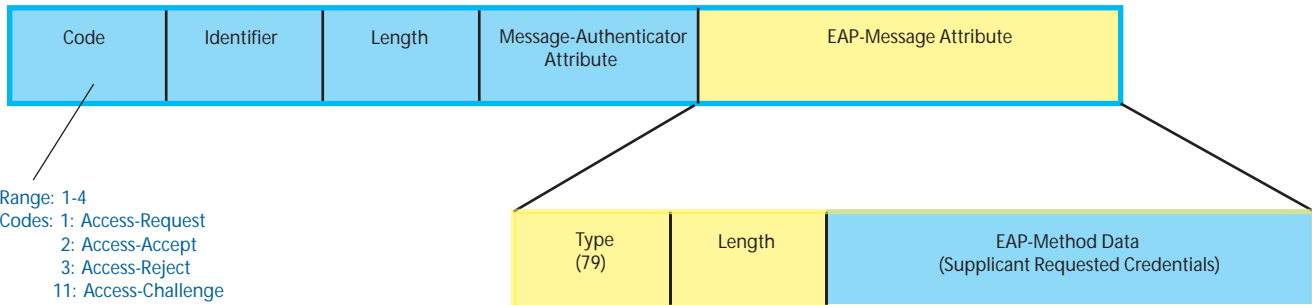 Code
Identifier
Length
Message-Authenticator
Attribute
EAP-Message Attribute
Range: 1-4
Codes: 1: Access-Request
2: Access-Accept
3: Access-Reject
11: Access-Challenge
Type
(79)
Length
EAP-Method Data
(Supplicant Requested Credentials)